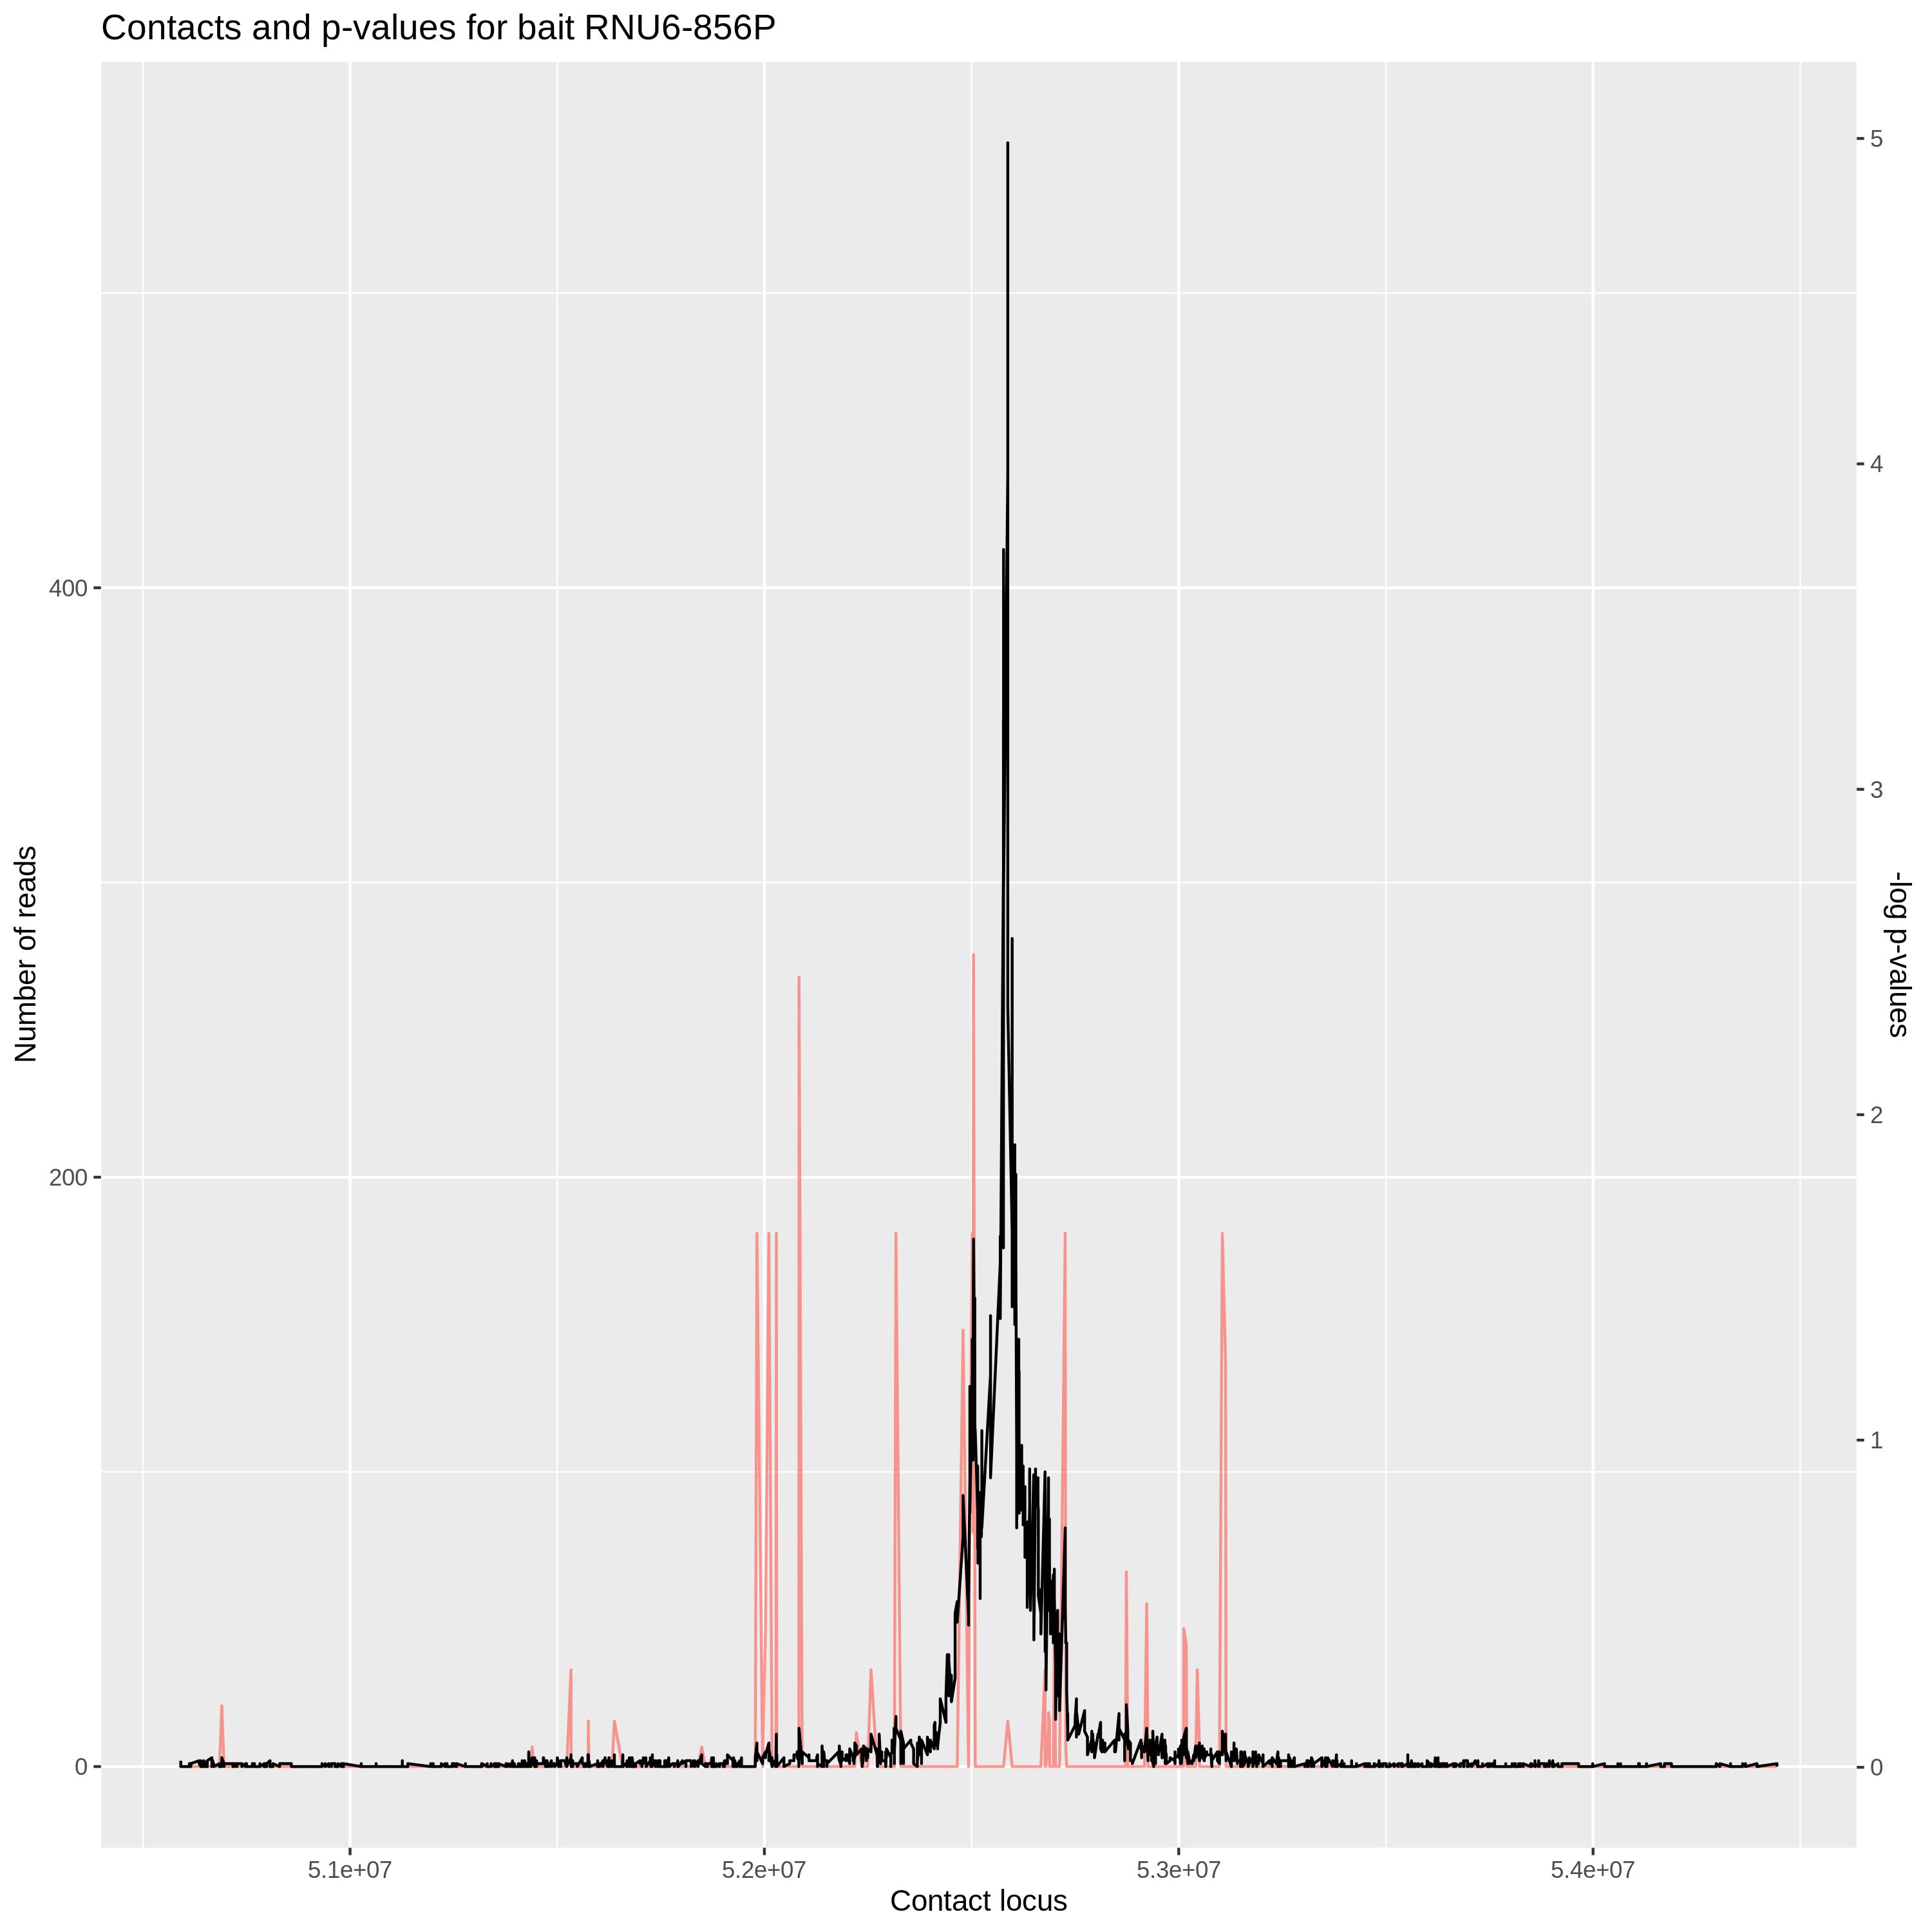 Contacts and p-values for bait RNU6-856P
Number of reads
400
200
0
5
4
3
2
1
0
-log p-values
5.1e+07 5.2e+07 5.3e+07 5.4e+07
Contact locus